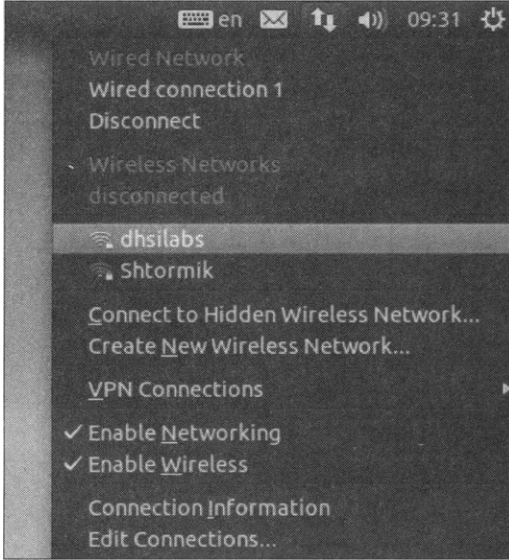 en 09:31
Wired Network
Wired connection 1
Disconnect
Wireless Networks
disconnected
dhsilabs
Shtormik
Connect to Hidden Wireless Network...
Create New Wireless Network...
VPN Connections
Enable Networking
Enable Wireless
Connection Information
Edit Connections...